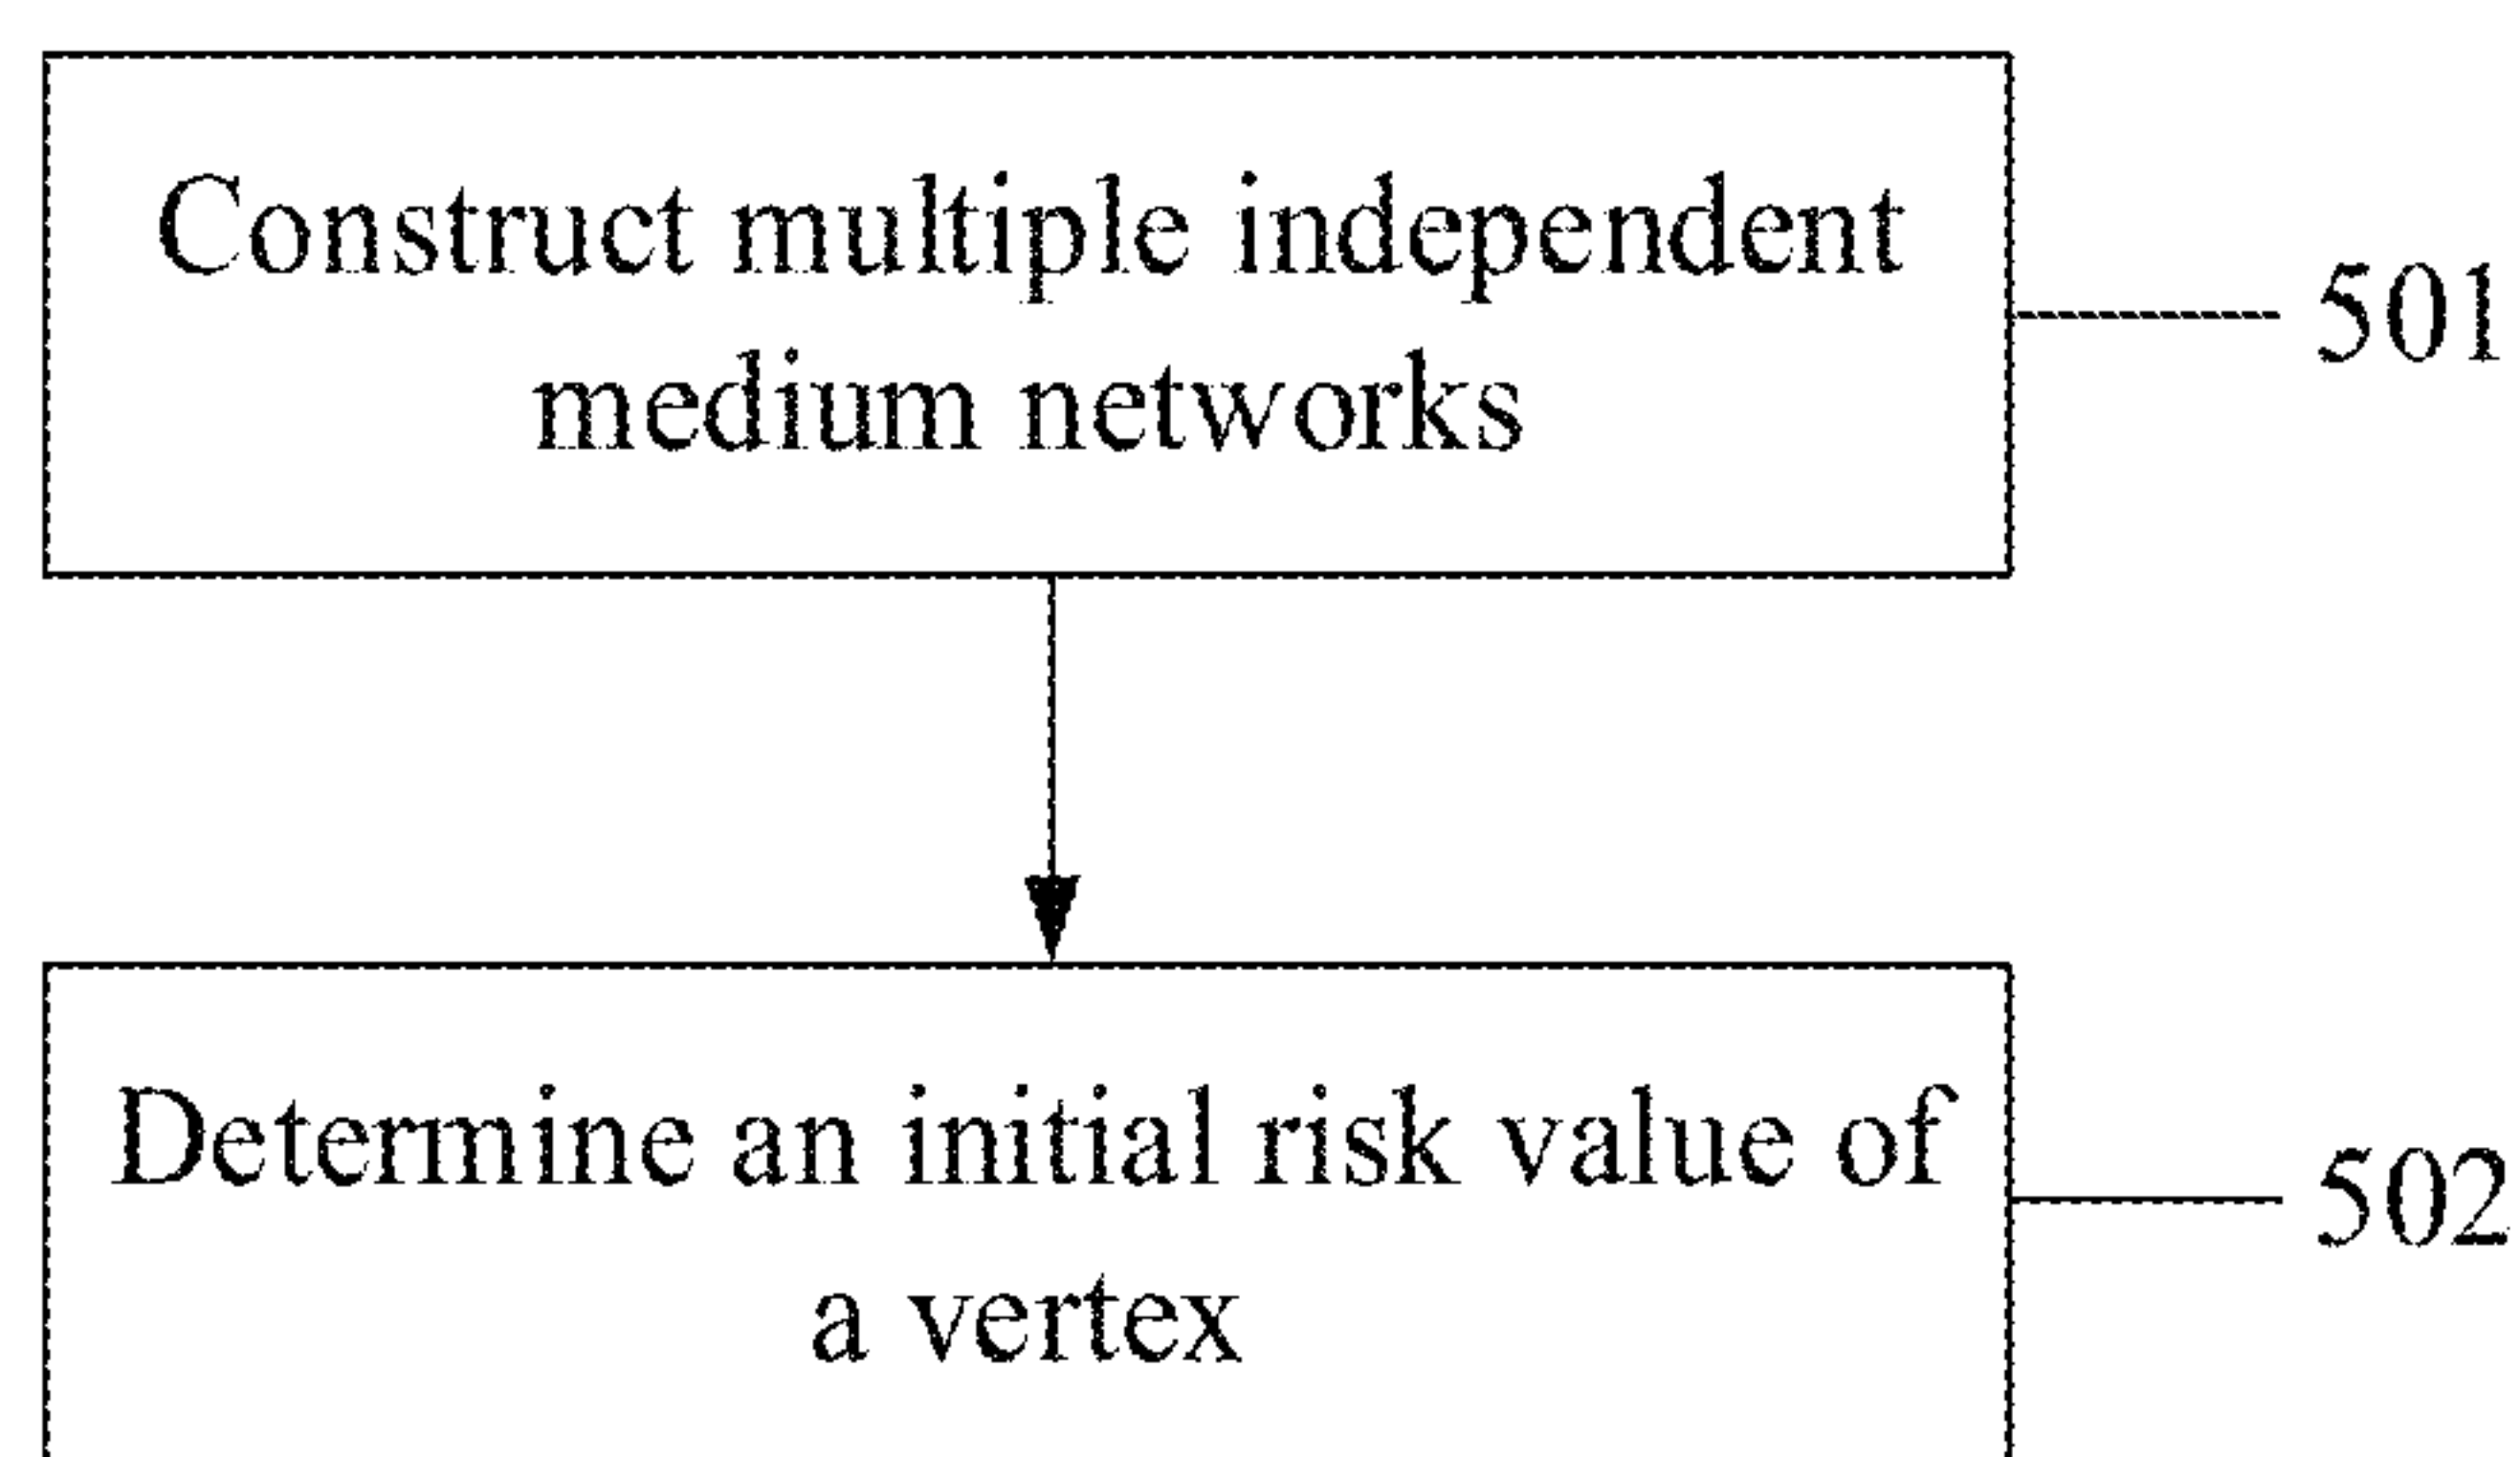 Construct multiple independent
medium networks
501
Determine an initial risk value of
a vertex
502